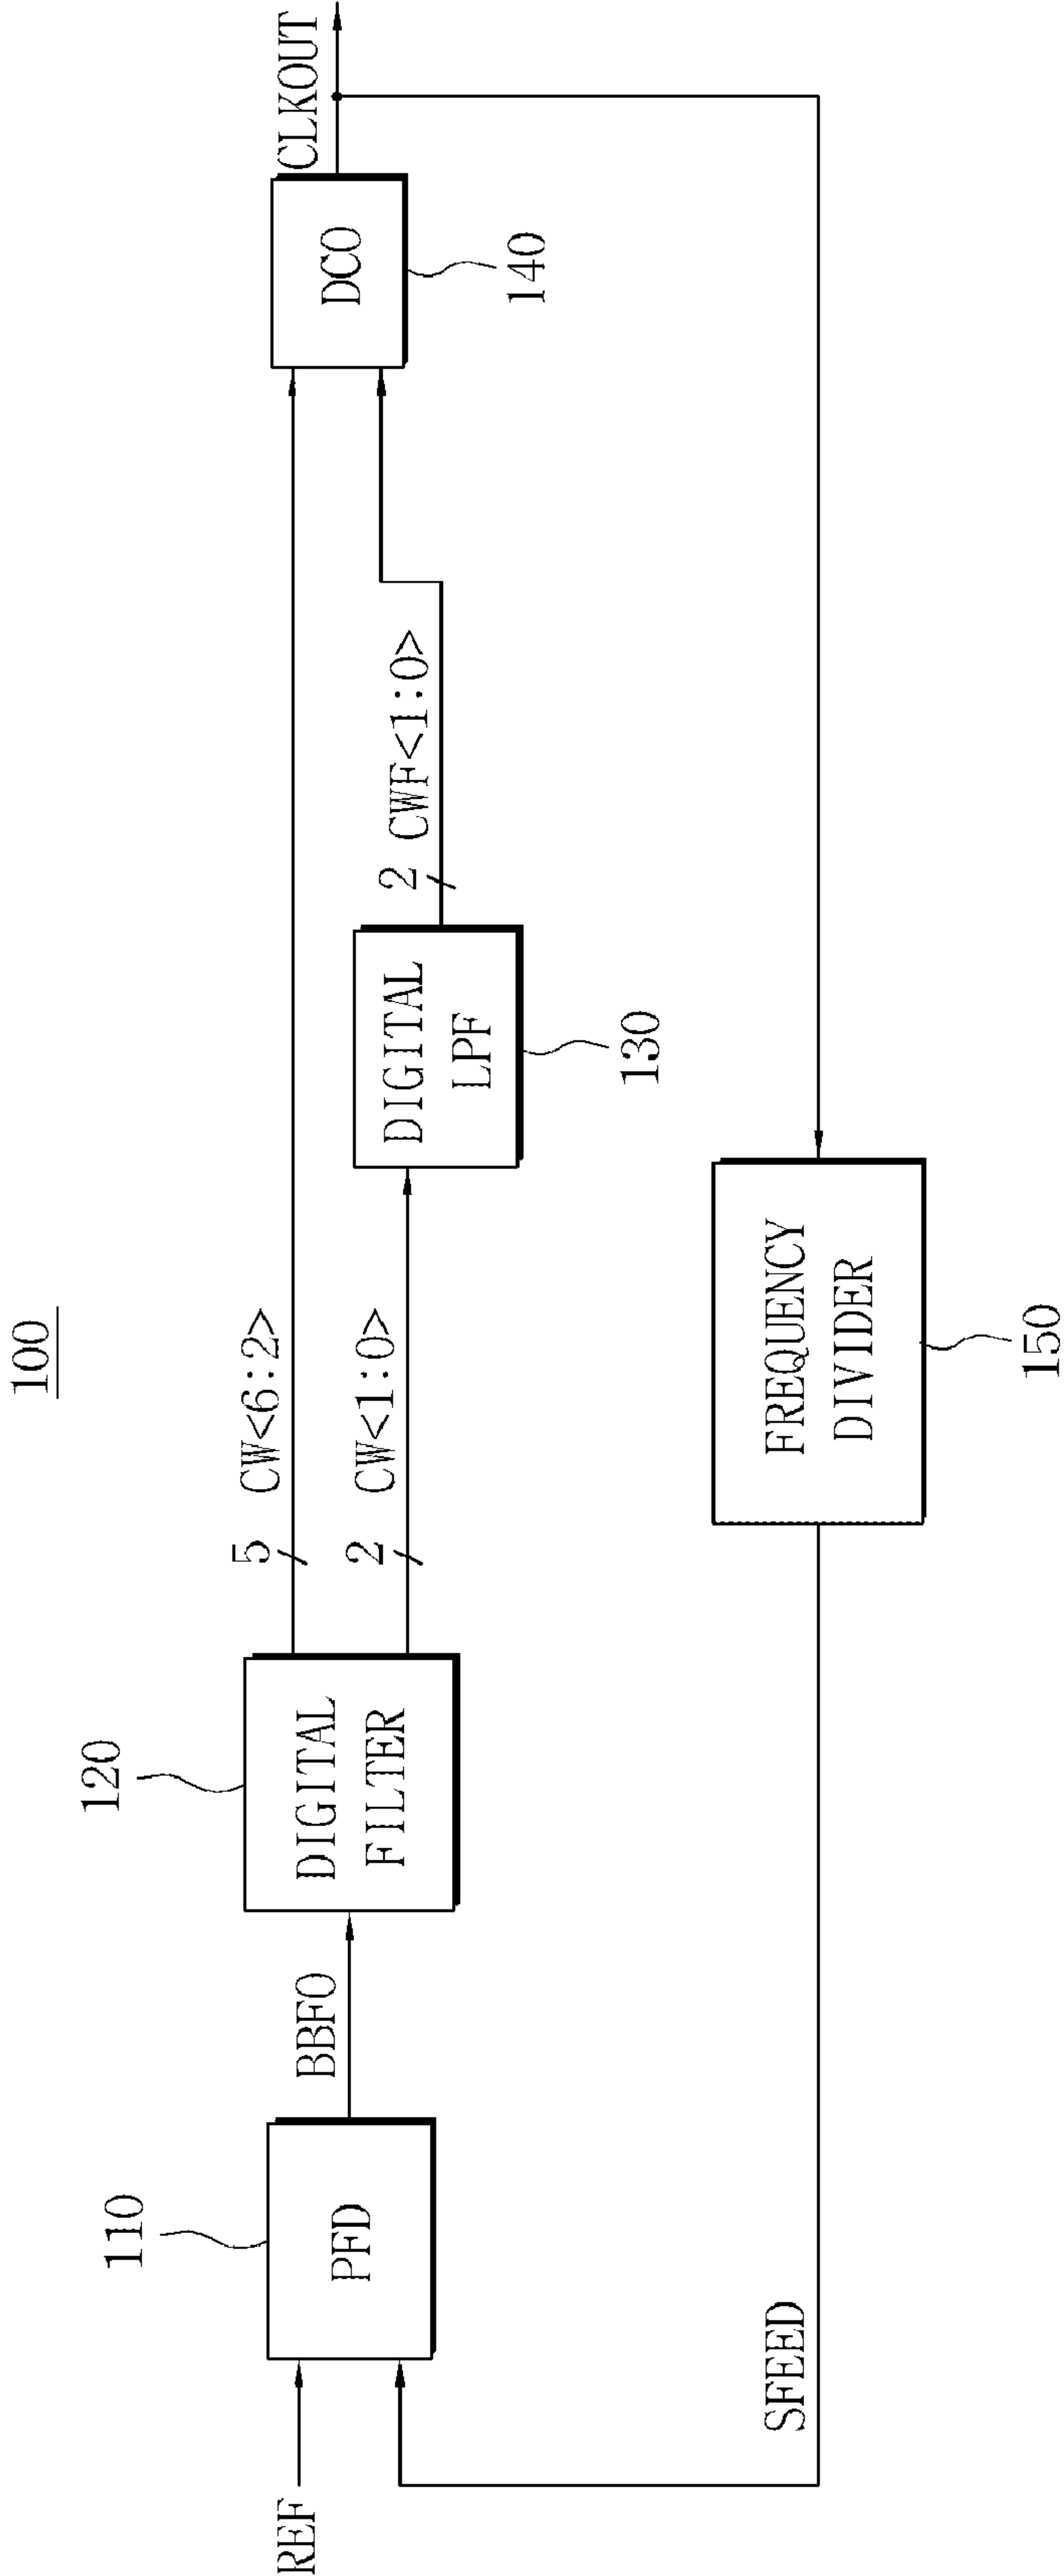 100
REF
110
PFD
BBFO
120
DIGITAL
FILTER
5
CW<6:2>
2
CW<1:0>
DIGITAL
LPF
130
2
CWF<1:0>
DCO
140
CLKOUT
SFEED
FREQUENCY
DIVIDER
150